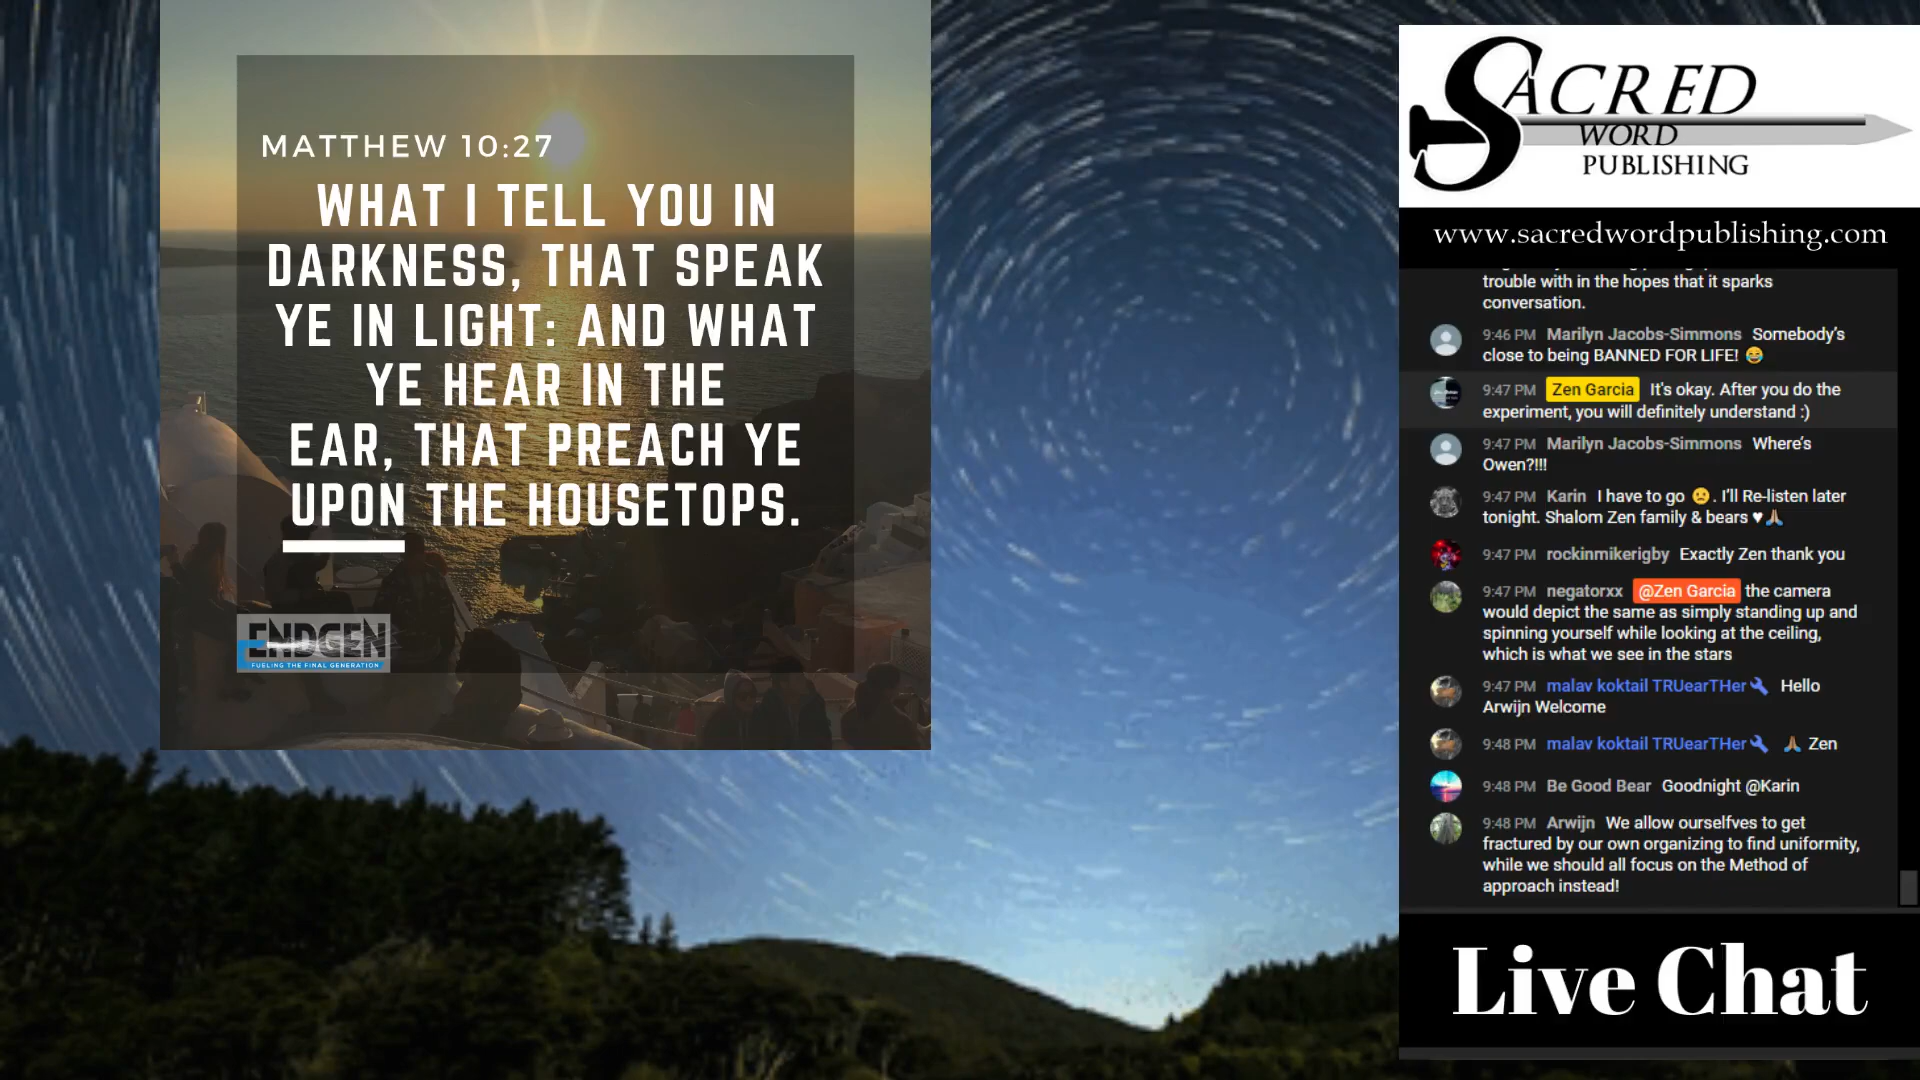 MATTHEW 10:27
WHAT I TELL YOU IN
DARKNESS, THAT SPEAK
YE IN LIGHT: AND WHAT
YE HEAR IN THE
EAR, THAT PREACH YE
UPON THE HOUSETOPS.
ENDGEN
FUELING THE FINAL GENERATION
SACRED
WORD
PUBLISHING
www.sacredwordpublishing.com
trouble with in the hopes that it sparks
conversation.
9:46 PM Marilyn Jacobs-Simmons Somebody's
close to being BANNED FOR LIFE! 😂
9:47 PM Zen Garcia It's okay. After you do the
experiment, you will definitely understand :)
9:47 PM Marilyn Jacobs-Simmons Where's
Owen?!!!
9:47 PM Karin I have to go 😢. I'll Re-listen later
tonight. Shalom Zen family & bears ♥🙏🏽
9:47 PM rockinmikerigby Exactly Zen thank you
9:47 PM negatorxx @Zen Garcia the camera
would depict the same as simply standing up and
spinning yourself while looking at the ceiling,
which is what we see in the stars
9:47 PM malav koktail TRUearTHer🔧 Hello
Arwijn Welcome
9:48 PM malav koktail TRUearTHer🔧 🙏🏽 Zen
9:48 PM Be Good Bear Goodnight @Karin
9:48 PM Arwijn We allow ourselfves to get
fractured by our own organizing to find uniformity,
while we should all focus on the Method of
approach instead!
Live Chat